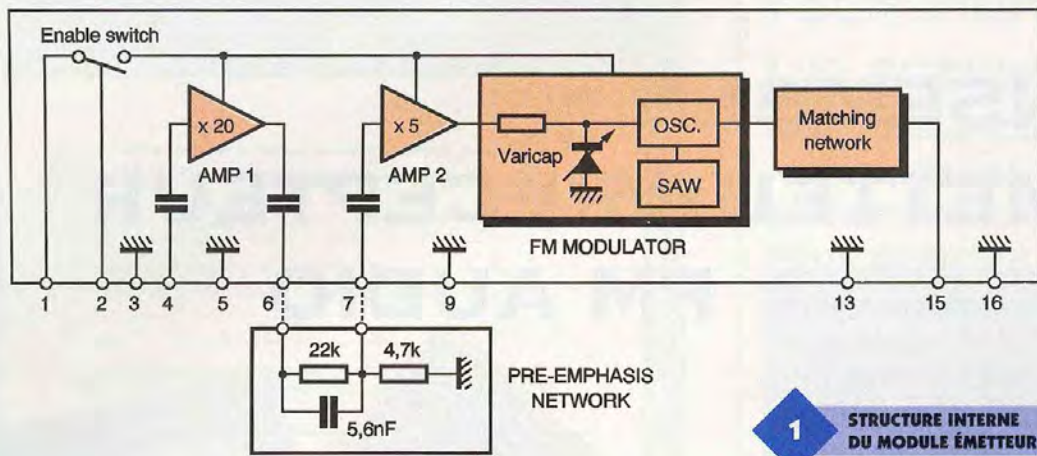 Enable switch
x 20
AMP 1
x 5
AMP 2
Varicap
OSC.
SAW
FM MODULATOR
Matching
network
1 2 3 4 5 6 7 9 13 15 16
22k 4,7k
5,6nF
PRE-EMPHASIS
NETWORK
1
STRUCTURE INTERNE
DU MODULE ÉMETTEUR